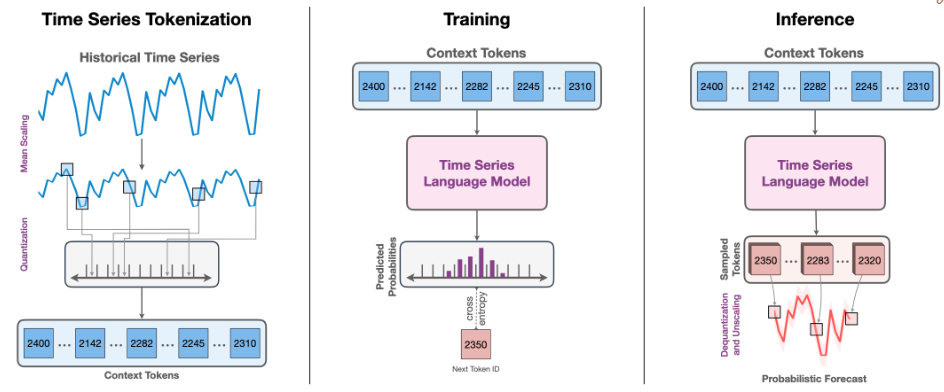 Time Series Tokenization
Historical Time Series
Mean Scaling
Quantization
2400 ... 2142 ... 2282 ... 2245 ... 2310
Context Tokens
Training
Context Tokens
2400 ... 2142 ... 2282 ... 2245 ... 2310
Time Series
Language Model
Predicted
Probabilities
cross
entropy
2350
Next Token ID
Inference
Context Tokens
2400 ... 2142 ... 2282 ... 2245 ... 2310
Time Series
Language Model
Sampled
Tokens
2350 ... 2283 ... 2320
Dequantization
and Unscaling
Probabilistic Forecast